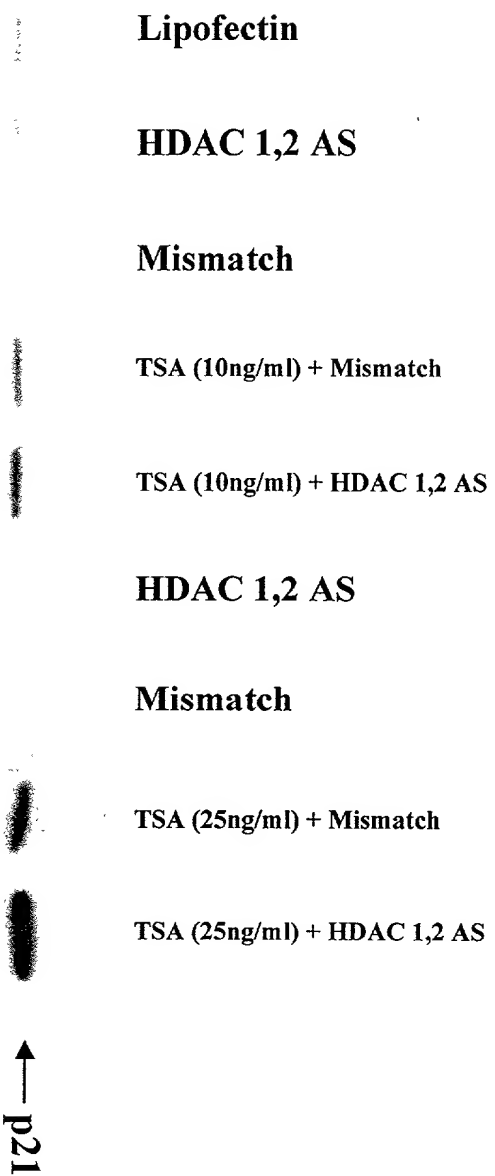 Lipofectin
HDAC 1,2 AS
Mismatch
TSA (10ng/ml) + Mismatch
TSA (10ng/ml) + HDAC 1,2 AS
HDAC 1,2 AS
Mismatch
TSA (25ng/ml) + Mismatch
TSA (25ng/ml) + HDAC 1,2 AS
p21